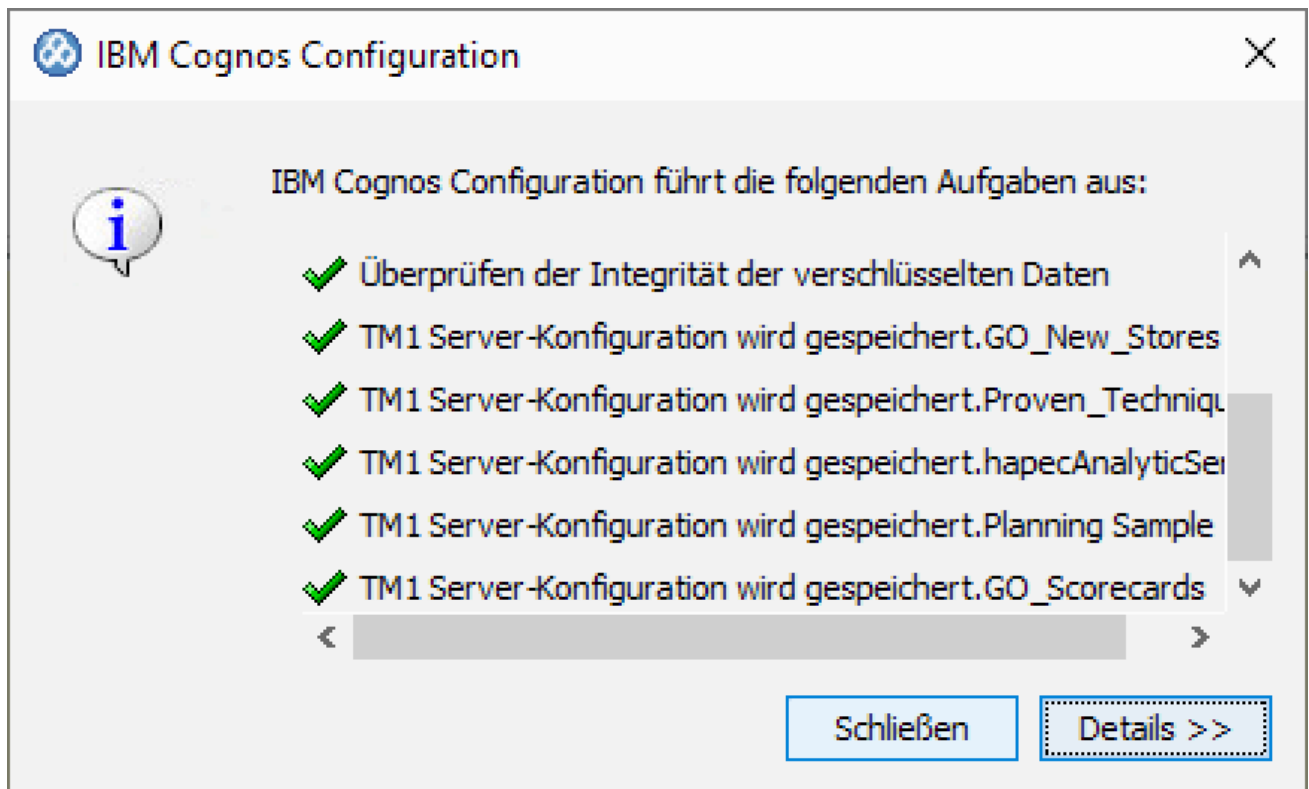 IBM Cognos Configuration
IBM Cognos Configuration führt die folgenden Aufgaben aus:
Überprüfen der Integrität der verschlüsselten Daten
TM1 Server-Konfiguration wird gespeichert.GO_New_Stores
TM1 Server-Konfiguration wird gespeichert.Proven_Techniqu
TM1 Server-Konfiguration wird gespeichert.hapecAnalyticSer
TM1 Server-Konfiguration wird gespeichert.Planning Sample
TM1 Server-Konfiguration wird gespeichert.GO_Scorecards
Schließen
Details >>